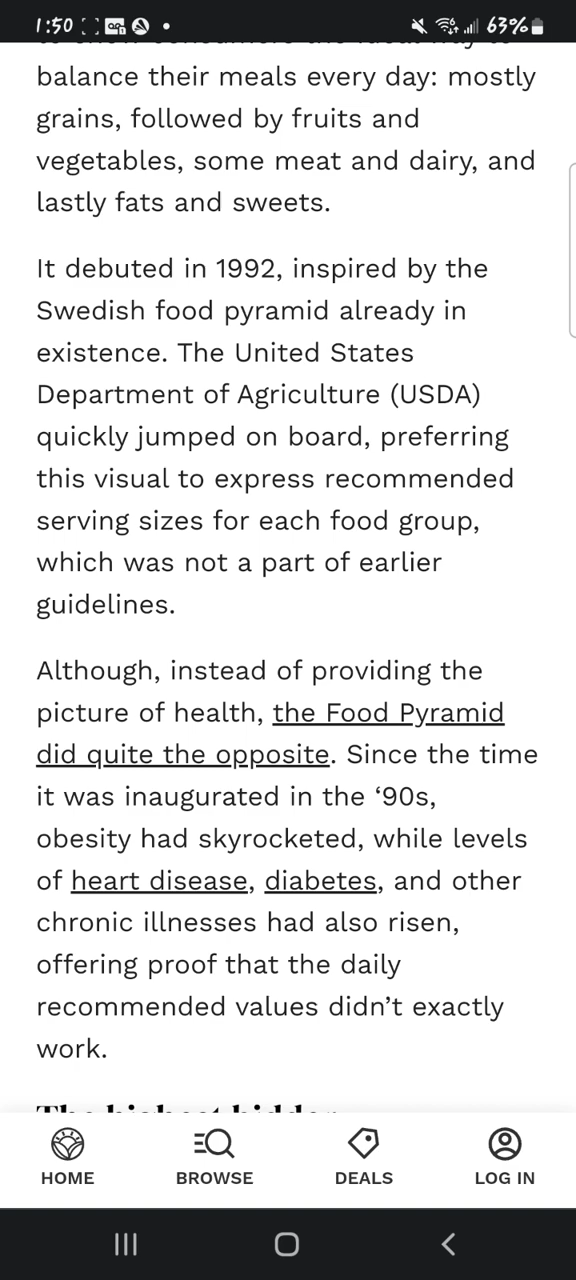 1:50
63%
balance their meals every day: mostly
grains, followed by fruits and
vegetables, some meat and dairy, and
lastly fats and sweets.
It debuted in 1992, inspired by the
Swedish food pyramid already in
existence. The United States
Department of Agriculture (USDA)
quickly jumped on board, preferring
this visual to express recommended
serving sizes for each food group,
which was not a part of earlier
guidelines.
Although, instead of providing the
picture of health, the Food Pyramid
did quite the opposite. Since the time
it was inaugurated in the ‘90s,
obesity had skyrocketed, while levels
of heart disease, diabetes, and other
chronic illnesses had also risen,
offering proof that the daily
recommended values didn’t exactly
work.
The highest bidder
HOME
BROWSE
DEALS
LOG IN